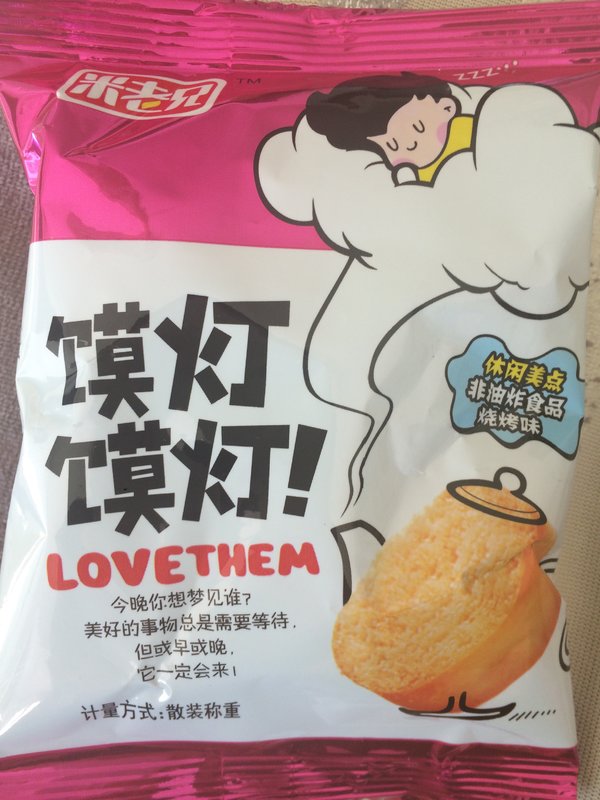 米老兄
TM
zzz...
馍灯
馍灯!
LOVETHEM
休闲美点
非油炸食品
烧烤味
今晚你想梦见谁?
美好的事物总是需要等待,
但或早或晚,
它一定会来!
计量方式:散装称重